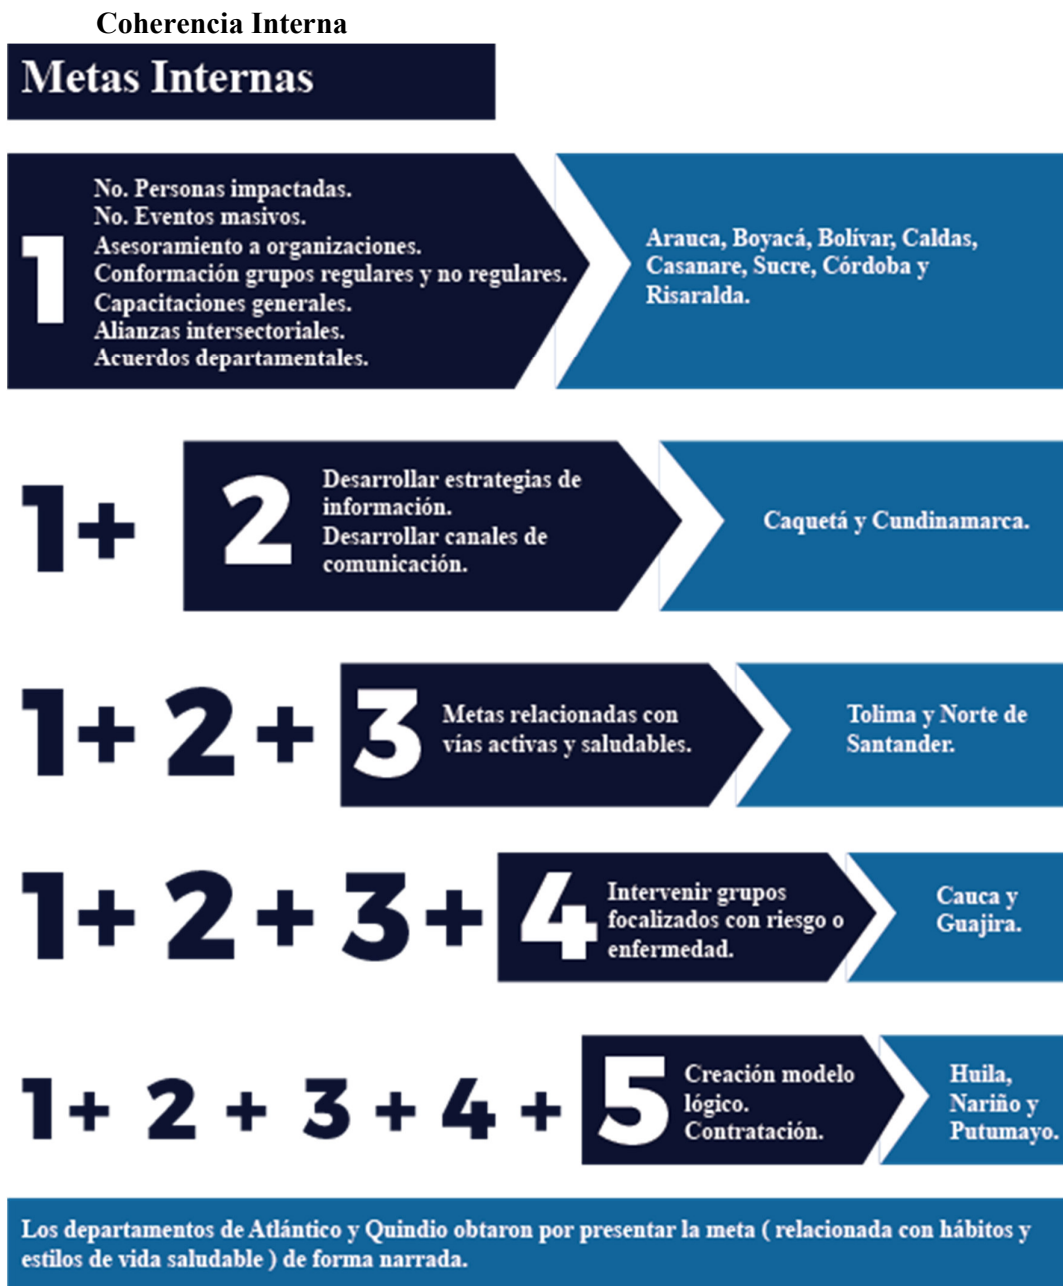 Coherencia Interna
Metas Internas
1
No. Personas impactadas.
No. Eventos masivos.
Asesoramiento a organizaciones.
Conformación grupos regulares y no regulares.
Capacitaciones generales.
Alianzas intersectoriales.
Acuerdos departamentales.
Arauca, Boyacá, Bolívar, Caldas,
Casanare, Sucre, Córdoba y
Risaralda.
1+
2
Desarrollar estrategias de
información.
Desarrollar canales de
comunicación.
Caquetá y Cundinamarca.
1+ 2 +
3
Metas relacionadas con
vías activas y saludables.
Tolima y Norte de
Santander.
1+ 2 + 3 +
4
Intervenir grupos
focalizados con riesgo o
enfermedad.
Cauca y
Guajira.
1+ 2 + 3 + 4 +
5
Creación modelo
lógico.
Contratación.
Huila,
Nariño y
Putumayo.
Los departamentos de Atlántico y Quindio obtaron por presentar la meta ( relacionada con hábitos y
estilos de vida saludable ) de forma narrada.